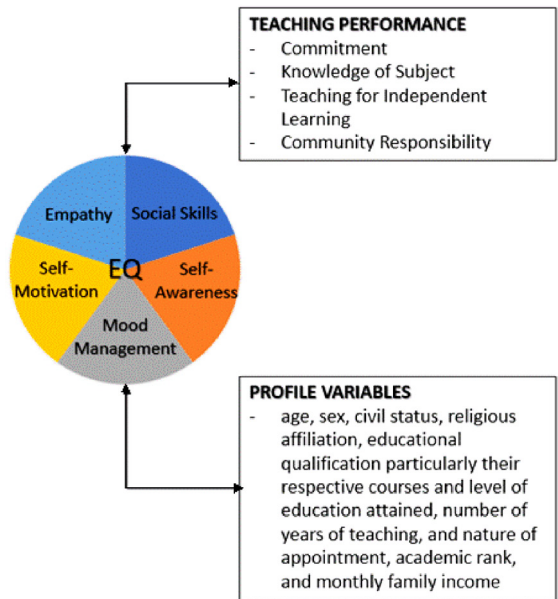 TEACHING PERFORMANCE
- Commitment
- Knowledge of Subject
- Teaching for Independent
Learning
- Community Responsibility
Empathy
Social Skills
Self-
Motivation
EQ
Self-
Awareness
Mood
Management
PROFILE VARIABLES
- age, sex, civil status, religious
affiliation, educational
qualification particularly their
respective courses and level of
education attained, number of
years of teaching, and nature of
appointment, academic rank,
and monthly family income